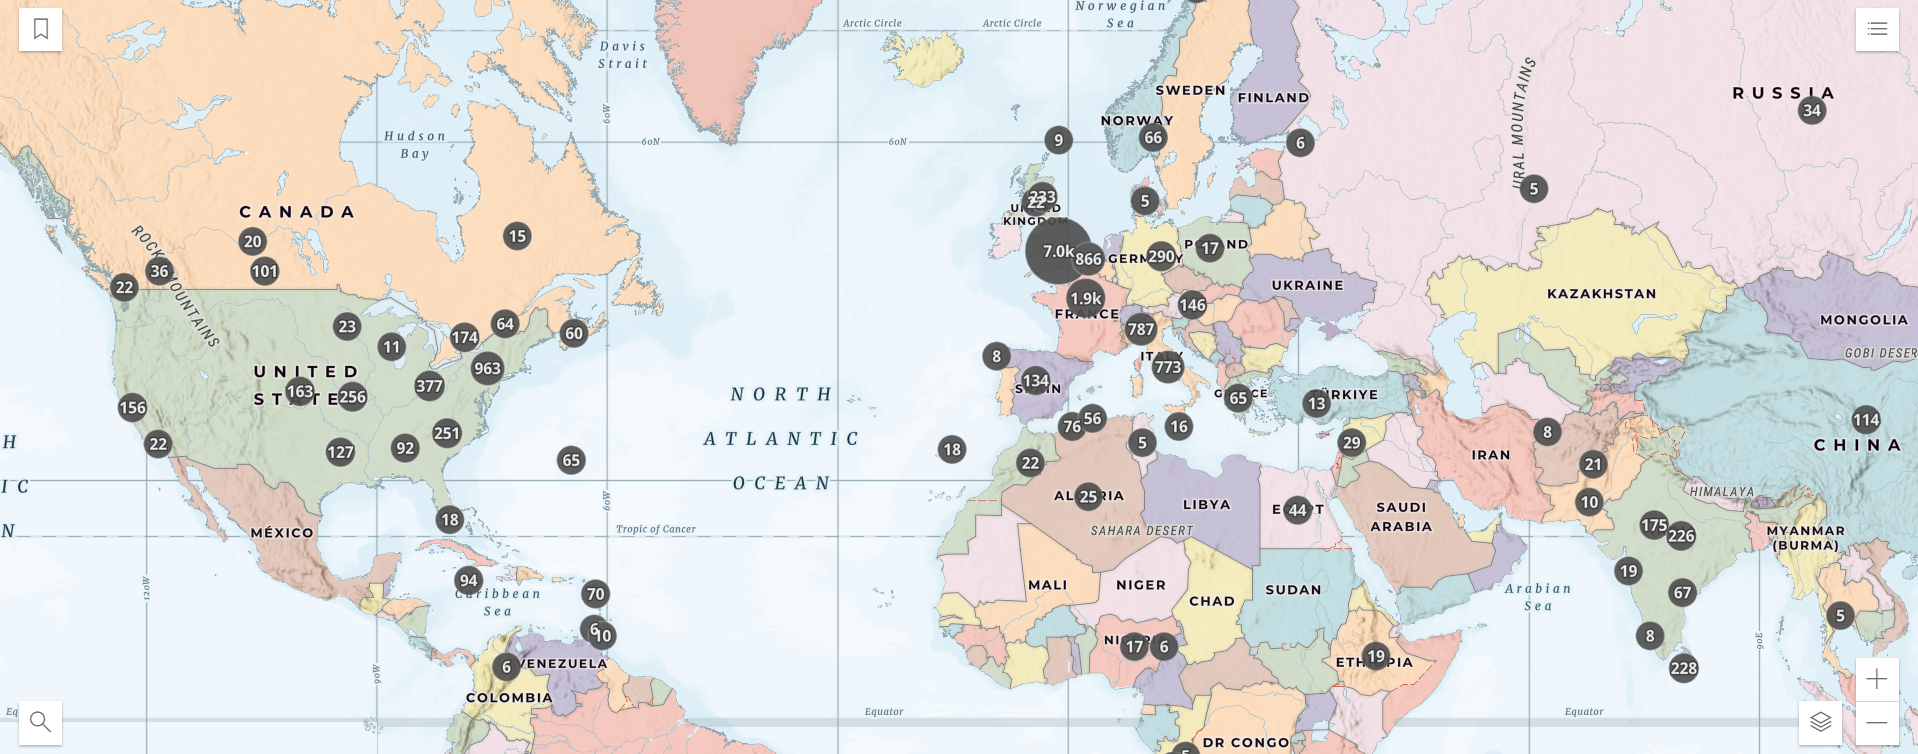 Norwegian
Sea
Arctic Circle
Arctic Circle
Davis
Strait
SWEDEN
FINLAND
RUSSIA
34
URAL MOUNTAINS
60W
NORWAY
66
9
6
Hudson
Bay
60N
60N
5
233
22
UNITED
KINGDOM
5
CANADA
20
15
ROCKY MOUNTAINS
36
101
22
7.0k
866
GERMANY
290
POLAND
17
UKRAINE
KAZAKHSTAN
1.9k
FRANCE
146
MONGOLIA
GOBI DESER
23
11
174
64
60
787
ITALY
773
8
963
UNITED
STATES
163
256
377
134
SPAIN
NORTH
ATLANTIC
OCEAN
65
GREECE
13
TÜRKIYE
156
22
127
92
251
65
18
76
56
16
5
22
29
8
114
CHINA
H
IC
N
IRAN
21
10
HIMALAYA
60W
ALGERIA
25
LIBYA
EGYPT
44
SAUDI
ARABIA
SAHARA DESERT
18
MÉXICO
Tropic of Cancer
175
226
MYANMAR
(BURMA)
120W
94
Caribbean
Sea
70
6
10
MALI
NIGER
CHAD
SUDAN
Arabian
Sea
19
67
5
8
90E
228
NIGERIA
17
6
ETHIOPIA
19
90W
6
VENEZUELA
COLOMBIA
Eq
Equator
Equator
DR CONGO
5